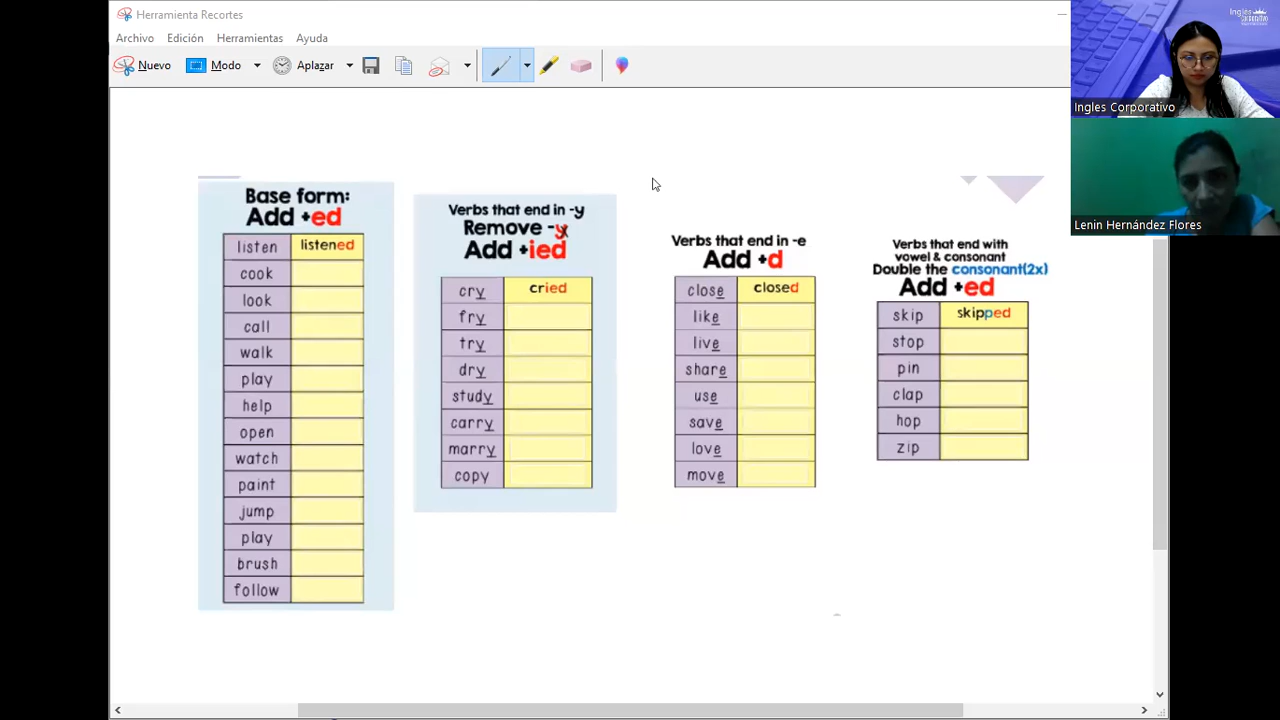 Herramienta Recortes
Archivo Edición Herramientas Ayuda
Nuevo Modo Aplazar
Ingles Corporativo
Ingles Corporativo
Lenin Hernández Flores
Base form:
Add +ed
listen listened
cook
look
call
walk
play
help
open
watch
paint
jump
play
brush
follow
Verbs that end in -y
Remove -y
Add +ied
cry cried
fry
try
dry
study
carry
marry
copy
Verbs that end in -e
Add +d
close closed
like
live
share
use
save
love
move
Verbs that end with
vowel & consonant
Double the consonant(2x)
Add +ed
skip skipped
stop
pin
clap
hop
zip